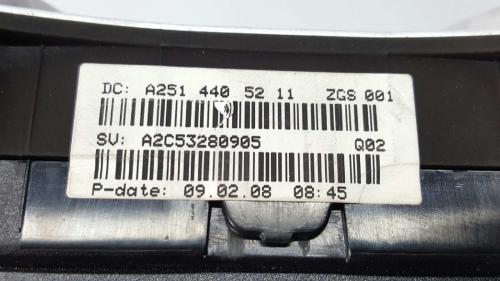 DC: A251 440 52 11 ZGS 001
SV: A2C53280905 Q02
P-date: 09.02.08 08:45